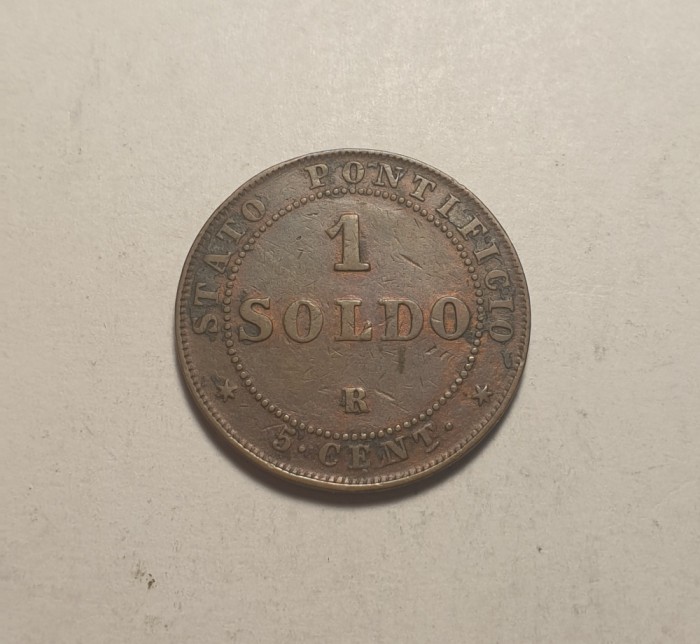 STATO PONTIFICIO
1
SOLDO
R
5· CENT·